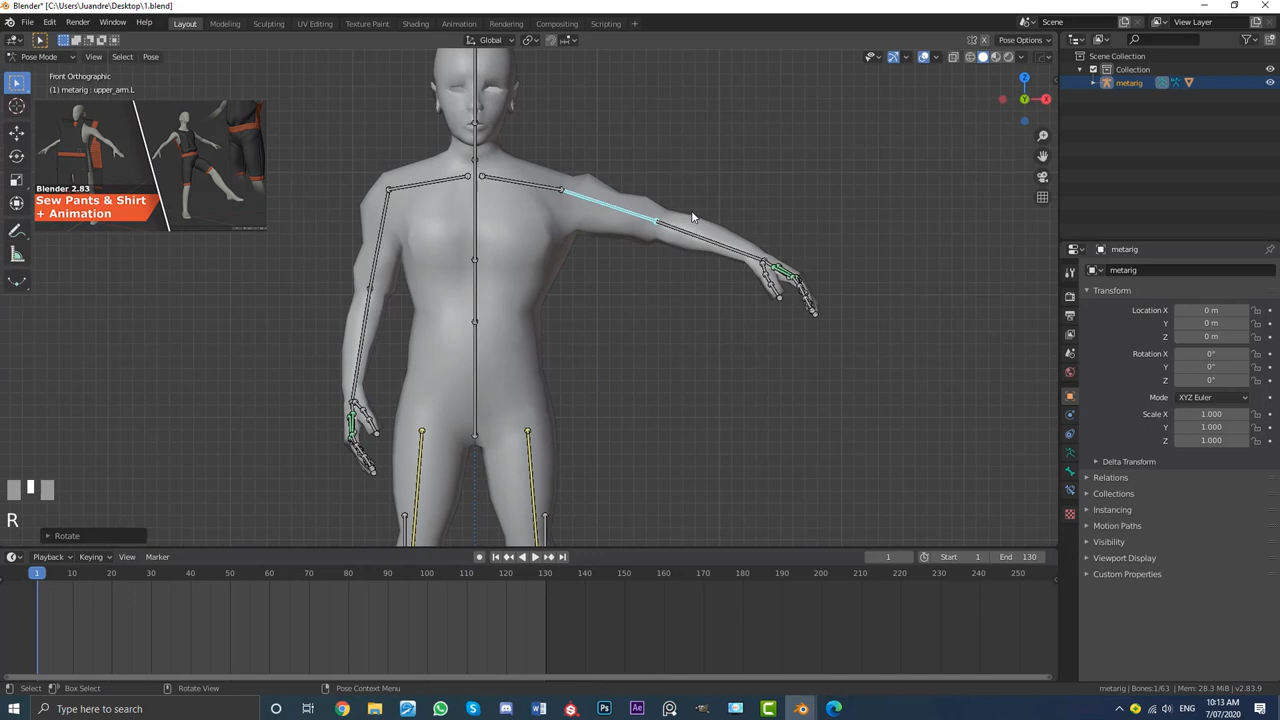 Blender* [C:\Users\Juandre\Desktop\1.blend]
File Edit Render Window Help
Layout Modeling Sculpting UV Editing Texture Paint Shading Animation Rendering Compositing Scripting +
Scene View Layer
Global Pose Options
Pose Mode View Select Pose
Front Orthographic
(1) metarig : upper_arm.L
Blender 2.83
Sew Pants & Shirt
+ Animation
Z
Y
X
Scene Collection
Collection
metarig
metarig
metarig
Transform
Location X 0 m
Y 0 m
Z 0 m
Rotation X 0°
Y 0°
Z 0°
Mode XYZ Euler
Scale X 1.000
Y 1.000
Z 1.000
Delta Transform
Relations
Collections
Instancing
Motion Paths
Visibility
Viewport Display
Custom Properties
R
Rotate
Playback Keying View Marker
1 Start 1 End 130
1 10 20 30 40 50 60 70 80 90 100 110 120 130 140 150 160 170 180 190 200 210 220 230 240 250
Select Box Select Rotate View Pose Context Menu
metarig | Bones:1/63 | Mem: 28.3 MiB | v2.83.9
Type here to search
ENG
10:13 AM
7/07/2020